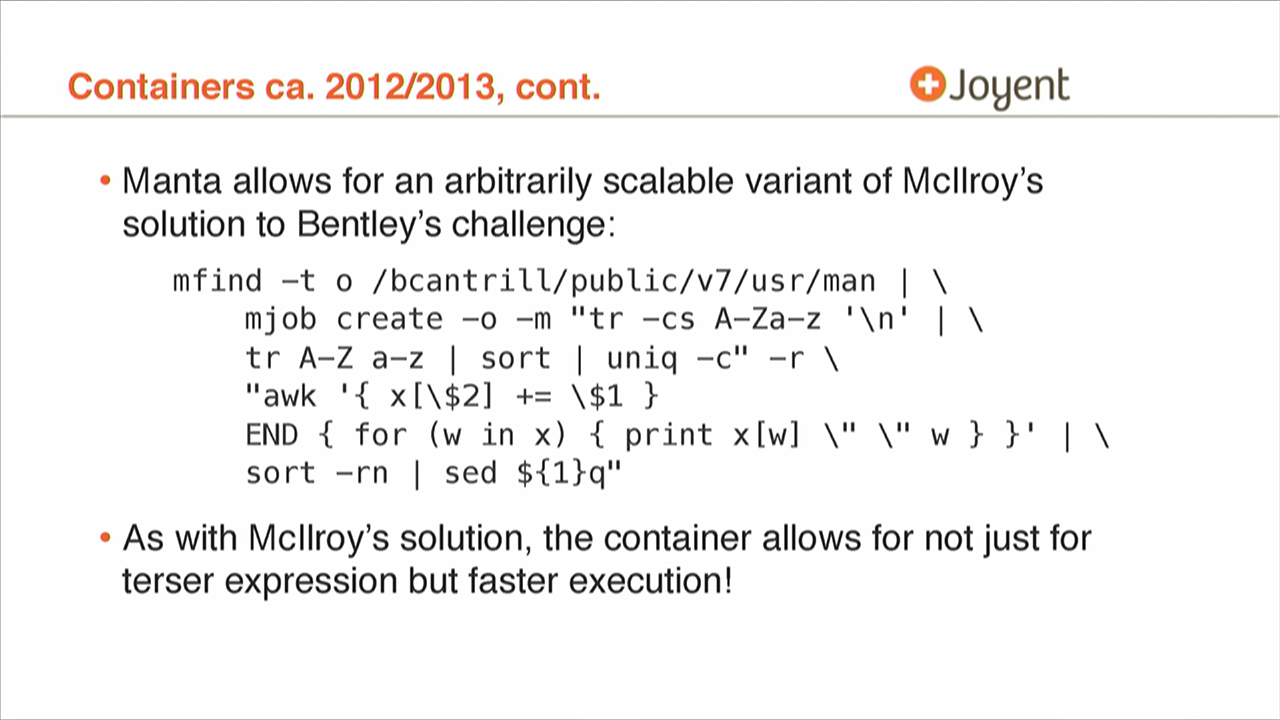 Containers ca. 2012/2013, cont.
Joyent
• Manta allows for an arbitrarily scalable variant of McIlroy's
solution to Bentley's challenge:
mfind -t o /bcantrill/public/v7/usr/man | \
mjob create -o -m "tr -cs A-Za-z '\n' | \
tr A-Z a-z | sort | uniq -c" -r \
"awk '{ x[\$2] += \$1 }
END { for (w in x) { print x[w] \" \" w } }' | \
sort -rn | sed ${1}q"
• As with McIlroy's solution, the container allows for not just for
terser expression but faster execution!